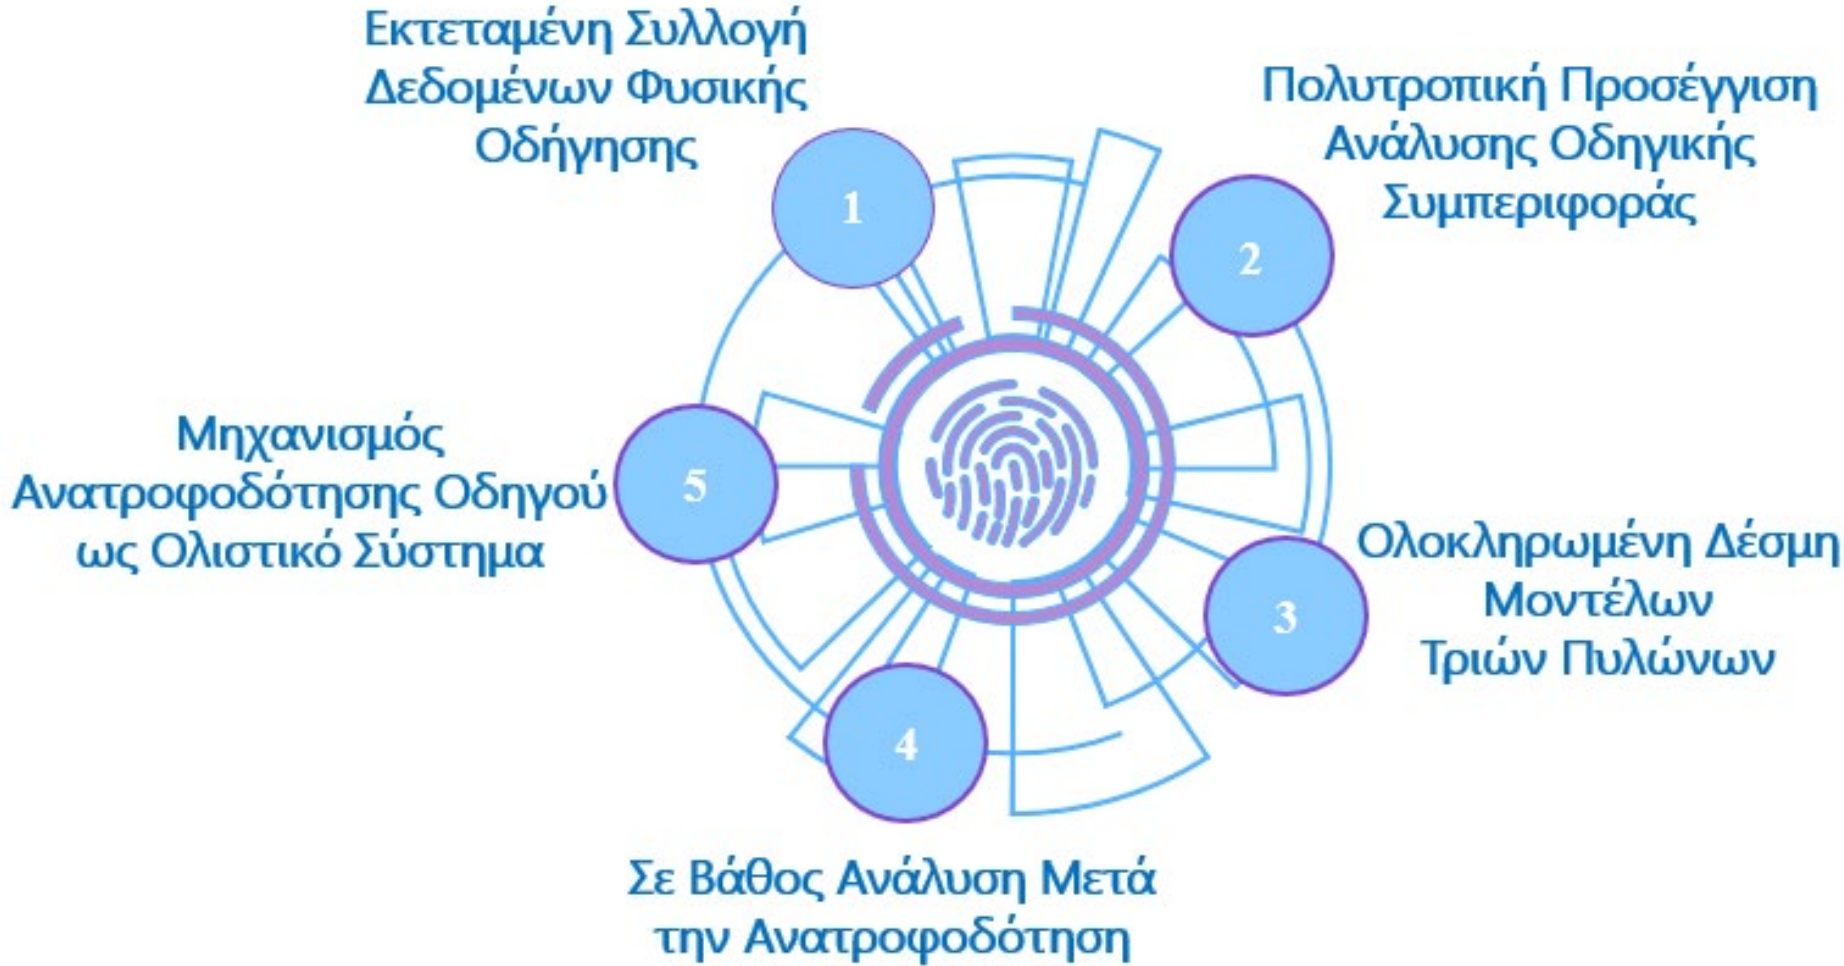 Εκτεταμένη Συλλογή
Δεδομένων Φυσικής
Οδήγησης
1
Πολυτροπική Προσέγγιση
Ανάλυσης Οδηγικής
Συμπεριφοράς
2
Ολοκληρωμένη Δέσμη
Μοντέλων
Τριών Πυλώνων
3
4
Σε Βάθος Ανάλυση Μετά
την Ανατροφοδότηση
Μηχανισμός
Ανατροφοδότησης Οδηγού
ως Ολιστικό Σύστημα
5